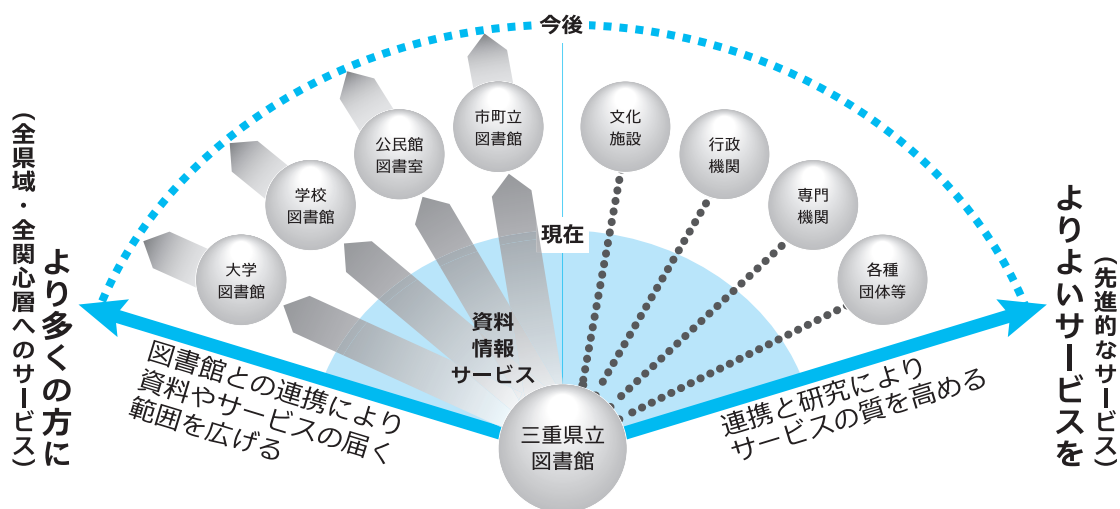 今後
市町立
図書館
文化
施設
公民館
図書室
行政
機関
学校
図書館
専門
機関
大学
図書館
各種
団体等
現在
資料
情報
サービス
三重県立
図書館
より多くの方に
(全県域・全関心層へのサービス)
図書館との連携により
資料やサービスの届く
範囲を広げる
よりよいサービスを
(先進的なサービス)
連携と研究により
サービスの質を高める